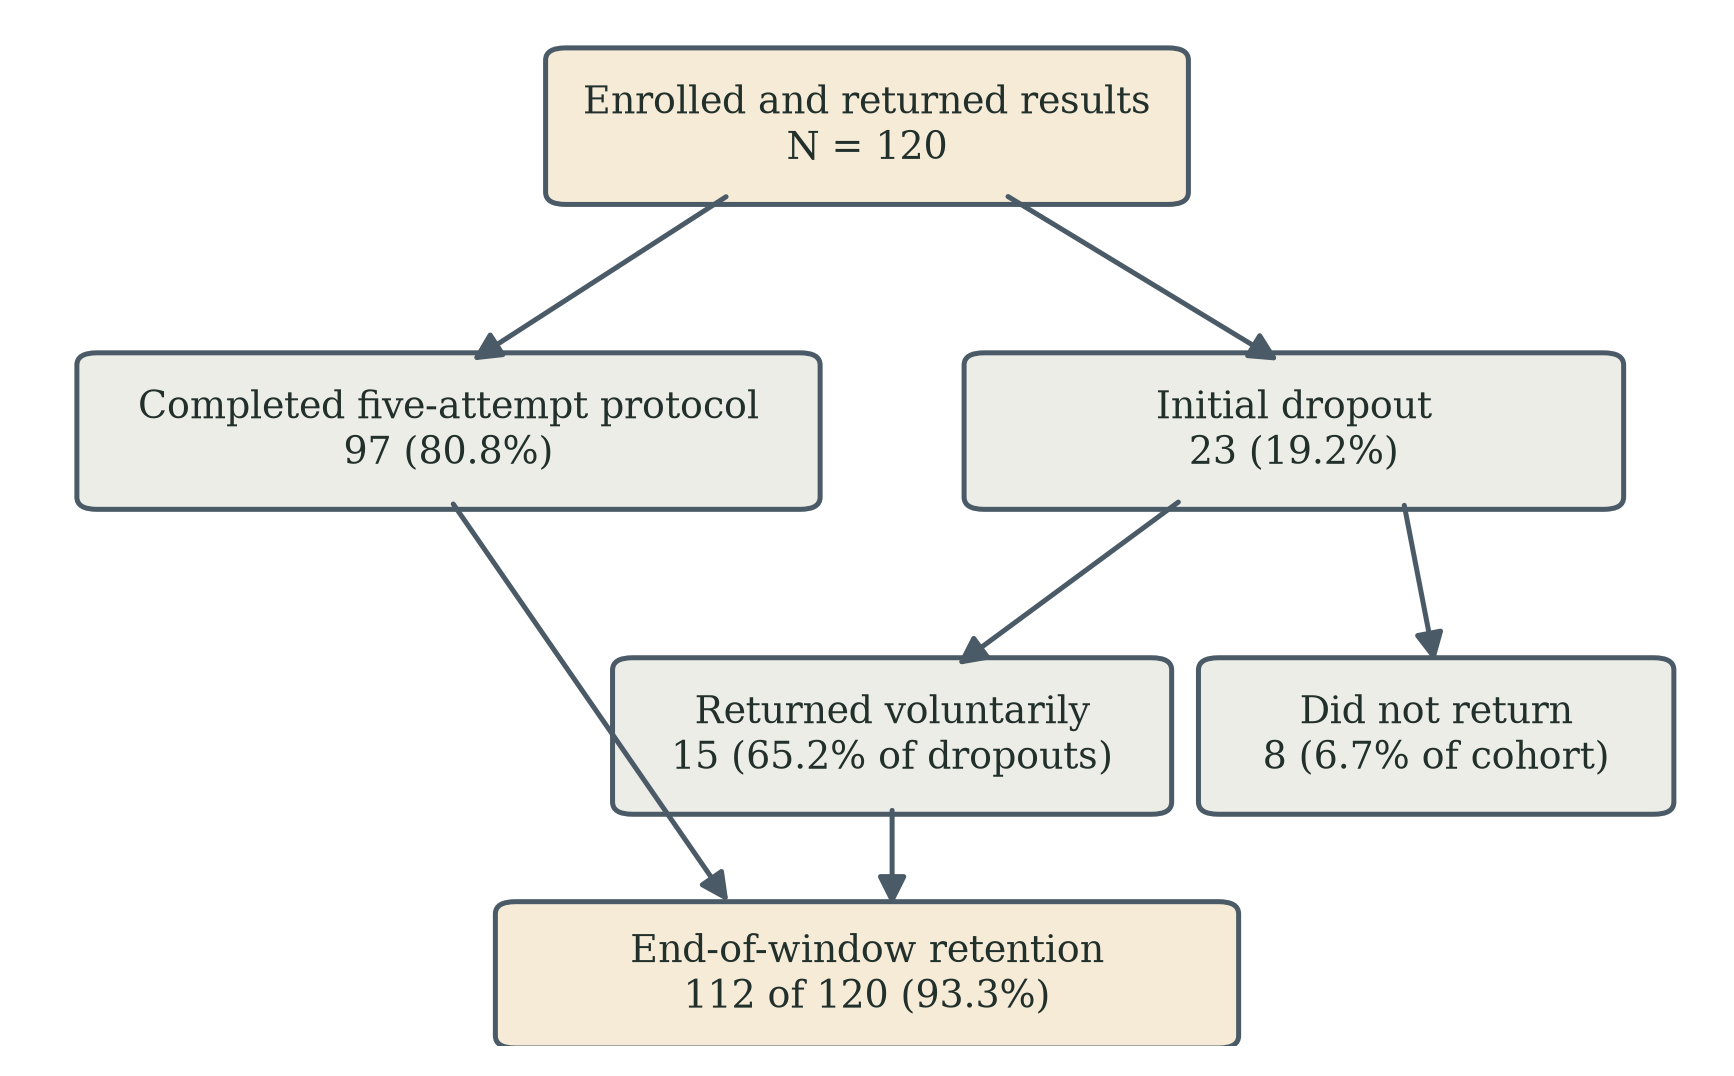 Enrolled and returned results
N = 120
Completed five-attempt protocol
97 (80.8%)
Initial dropout
23 (19.2%)
Returned voluntarily
15 (65.2% of dropouts)
Did not return
8 (6.7% of cohort)
End-of-window retention
112 of 120 (93.3%)